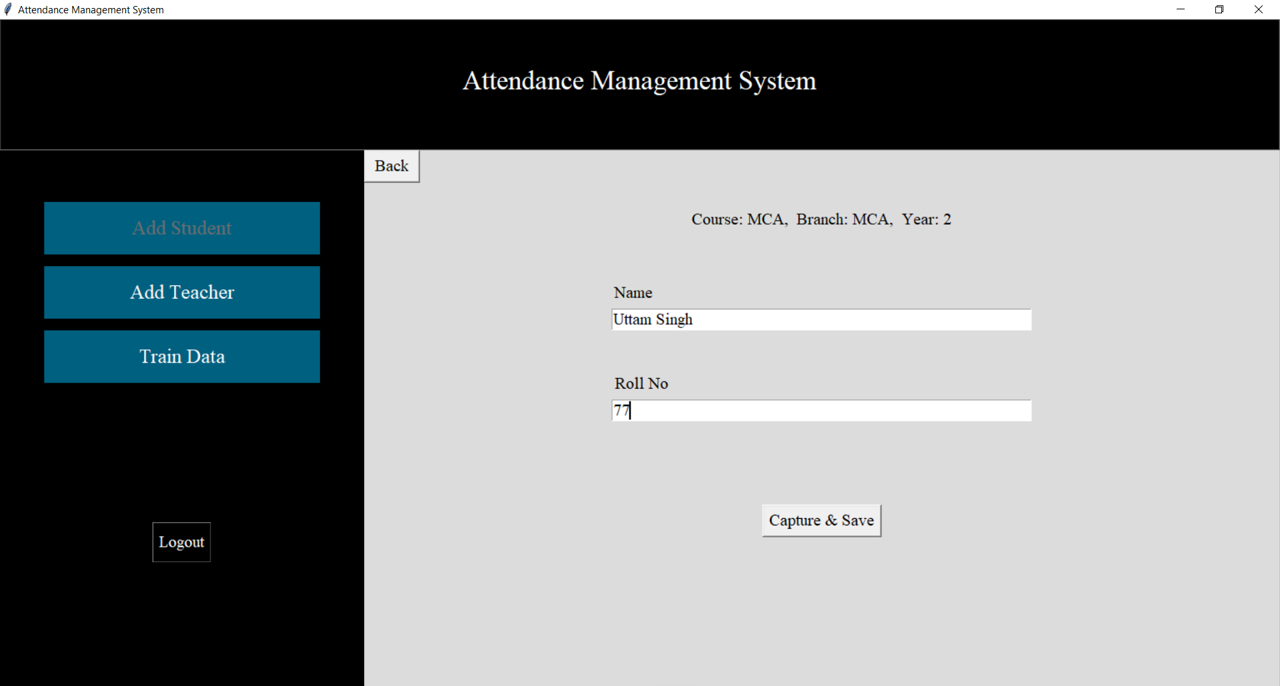 Attendance Management System
Attendance Management System
Back
Add Student
Add Teacher
Train Data
Logout
Course: MCA,  Branch: MCA,  Year: 2
Name
Uttam Singh
Roll No
77
Capture & Save